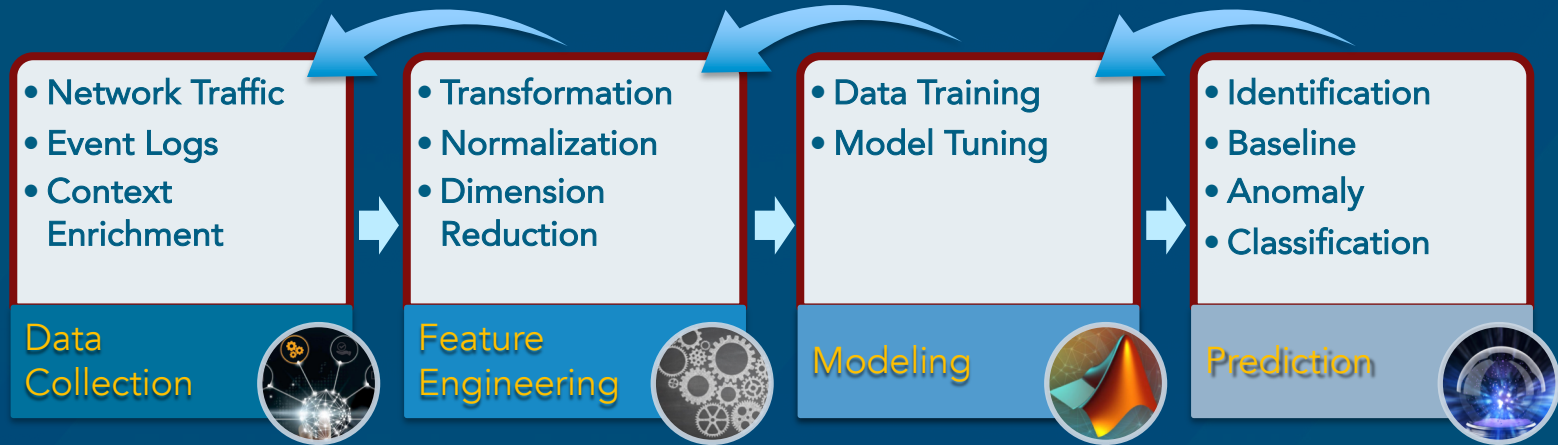 • Network Traffic
• Event Logs
• Context
Enrichment
Data
Collection
• Transformation
• Normalization
• Dimension
Reduction
Feature
Engineering
• Data Training
• Model Tuning
Modeling
• Identification
• Baseline
• Anomaly
• Classification
Prediction